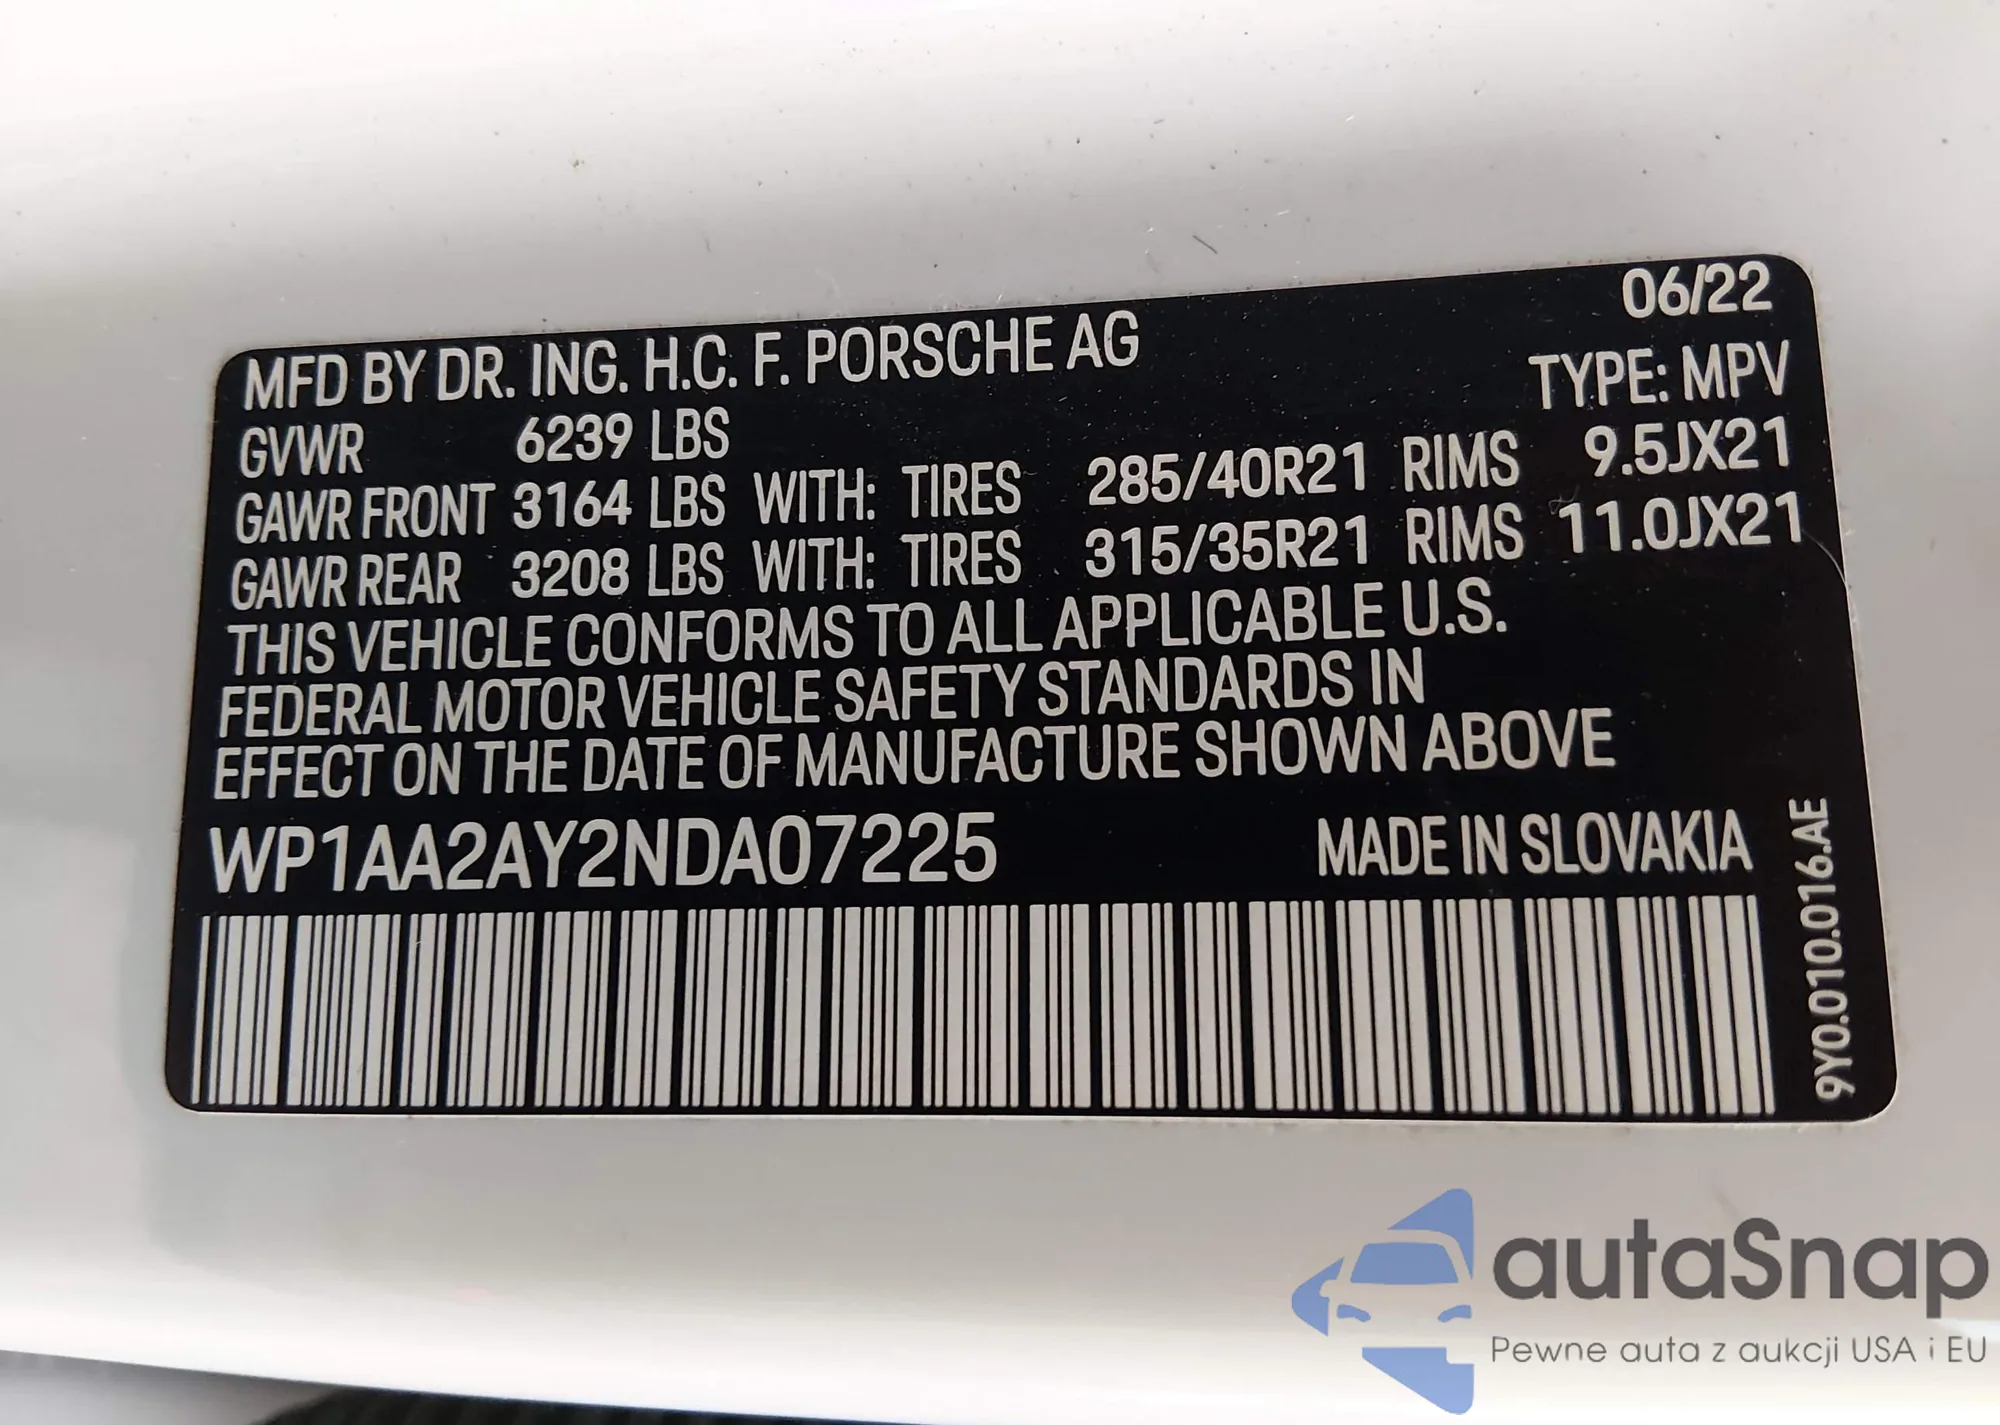 06/22
MFD BY DR. ING. H.C. F. PORSCHE AG
TYPE: MPV
GVWR 6239 LBS
GAWR FRONT 3164 LBS WITH: TIRES 285/40R21 RIMS 9.5JX21
GAWR REAR 3208 LBS WITH: TIRES 315/35R21 RIMS 11.0JX21
THIS VEHICLE CONFORMS TO ALL APPLICABLE U.S.
FEDERAL MOTOR VEHICLE SAFETY STANDARDS IN
EFFECT ON THE DATE OF MANUFACTURE SHOWN ABOVE
WP1AA2AY2NDA07225 MADE IN SLOVAKIA
9Y0.010.016.AE
autaSnap
Pewne auta z aukcji USA i EU